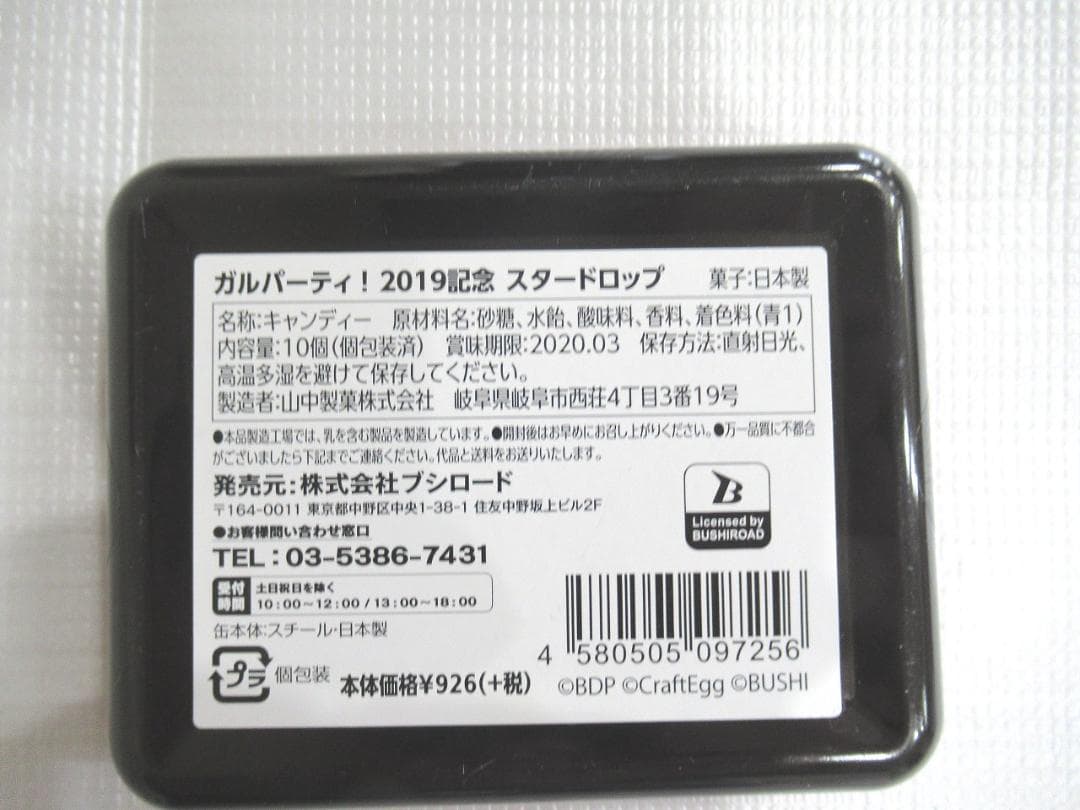 ガルパーティ！2019記念 スタードロップ 菓子:日本製
名称:キャンディー 原材料名:砂糖、水飴、酸味料、香料、着色料(青1)
内容量:10個(個包装済) 賞味期限:2020.03 保存方法:直射日光、
高温多湿を避けて保存してください。
製造者:山中製菓株式会社 岐阜県岐阜市西荘4丁目3番19号
●本品製造工場では、乳を含む製品を製造しています。●開封後はお早めにお召し上がりください。●万一品質に不都合
がございましたら下記までご連絡ください。代品と送料をお送りいたします。
発売元:株式会社ブシロード
〒164-0011 東京都中野区中央1-38-1 住友中野坂上ビル2F
●お客様問い合わせ窓口
TEL:03-5386-7431
受付時間 土日祝日を除く
10:00～12:00/13:00～18:00
缶本体:スチール・日本製
プラ 個包装 本体価格¥926(+税)
B
Licensed by
BUSHIROAD
4 580505 097256
©BDP ©CraftEgg ©BUSHI